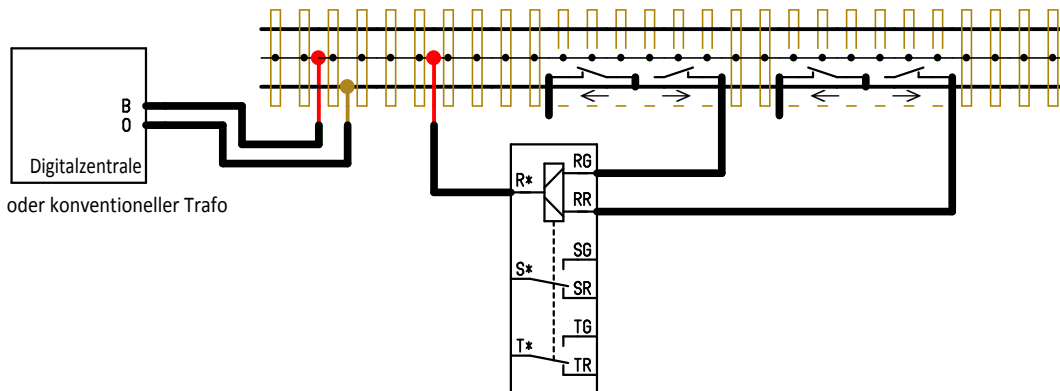 B
O
Digitalzentrale
oder konventioneller Trafo
R*
RG
RR
S*
SG
SR
T*
TG
TR